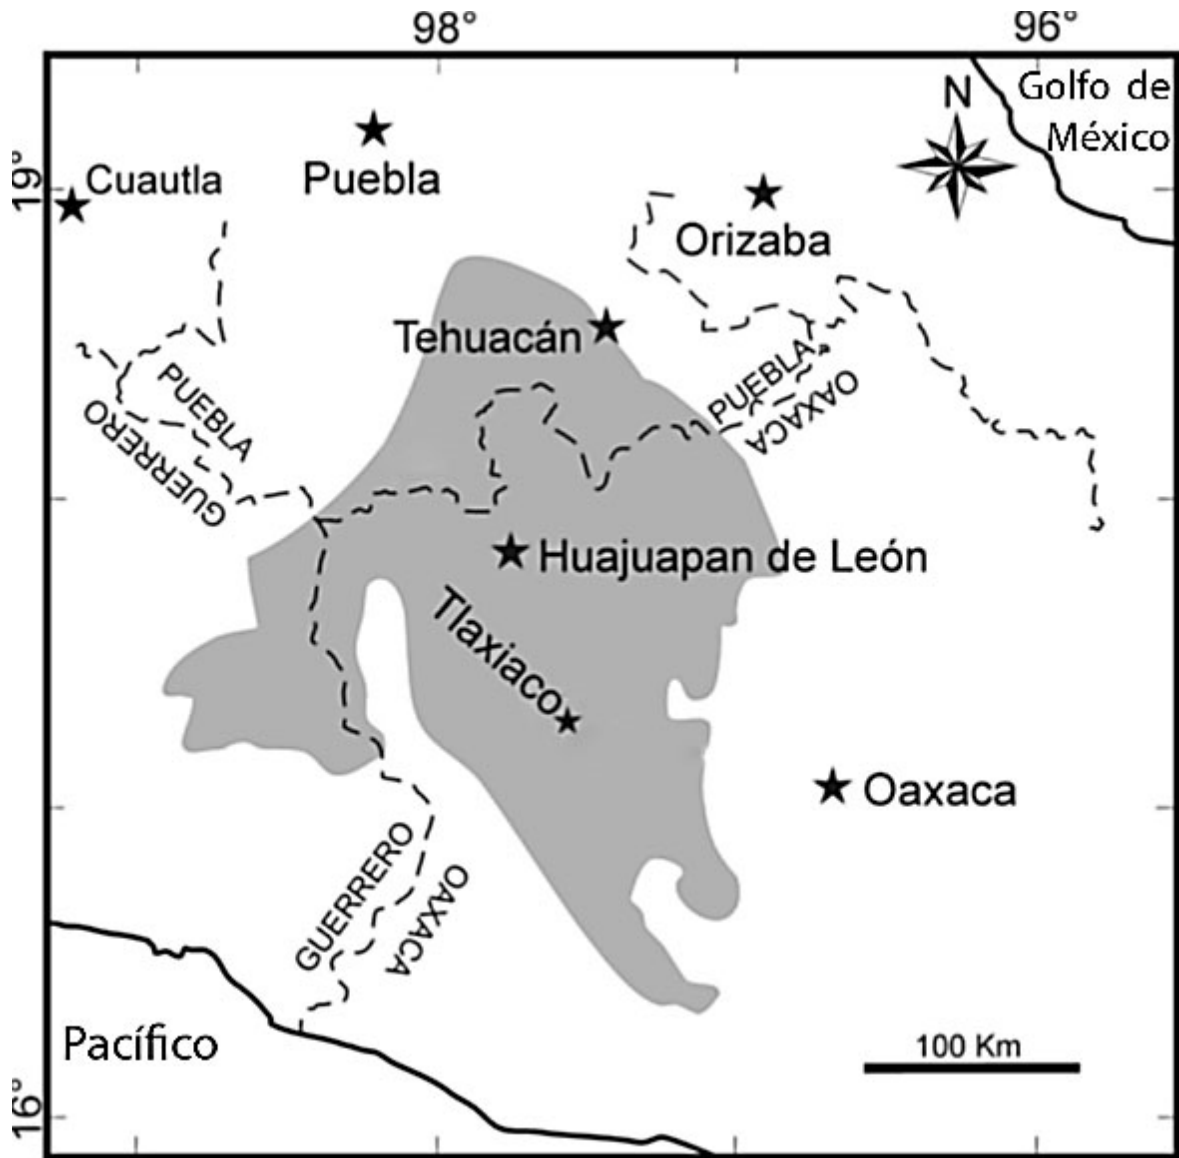 98°
96°
N
Golfo de
México
19°
Cuautla
Puebla
Orizaba
Tehuacán
PUEBLA
GUERRERO
PUEBLA
OAXACA
Huajuapan de León
Tlaxiaco
Oaxaca
GUERRERO
OAXACA
Pacífico
100 Km
16°